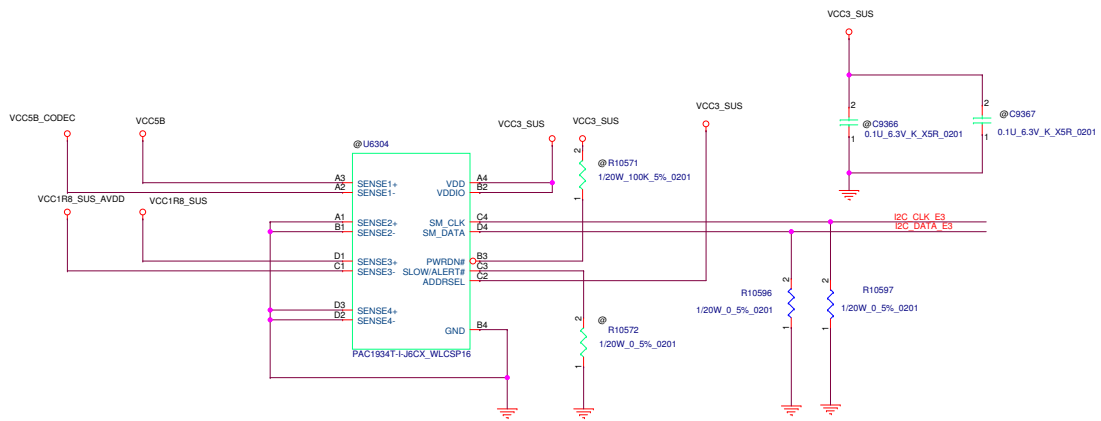 VCC3_SUS
2
@C9366
0.1U_6.3V_K_X5R_0201
1
2
@C9367
0.1U_6.3V_K_X5R_0201
1
VCC5B_CODEC
VCC5B
VCC1R8_SUS_AVDD
VCC1R8_SUS
@U6304
A3 SENSE1+
A2 SENSE1-
A1 SENSE2+
B1 SENSE2-
D1 SENSE3+
C1 SENSE3-
D3 SENSE4+
D2 SENSE4-
VDD A4
VDDIO B2
SM_CLK C4
SM_DATA D4
PWRDN# B3
SLOW/ALERT# C3
ADDRSEL C2
GND B4
PAC1934T-I-J6CX_WLCSP16
VCC3_SUS
VCC3_SUS
2
@
R10571
1/20W_100K_5%_0201
1
VCC3_SUS
2
@
R10572
1/20W_0_5%_0201
1
I2C_CLK_E3
I2C_DATA_E3
2
R10596
1/20W_0_5%_0201
1
2
R10597
1/20W_0_5%_0201
1